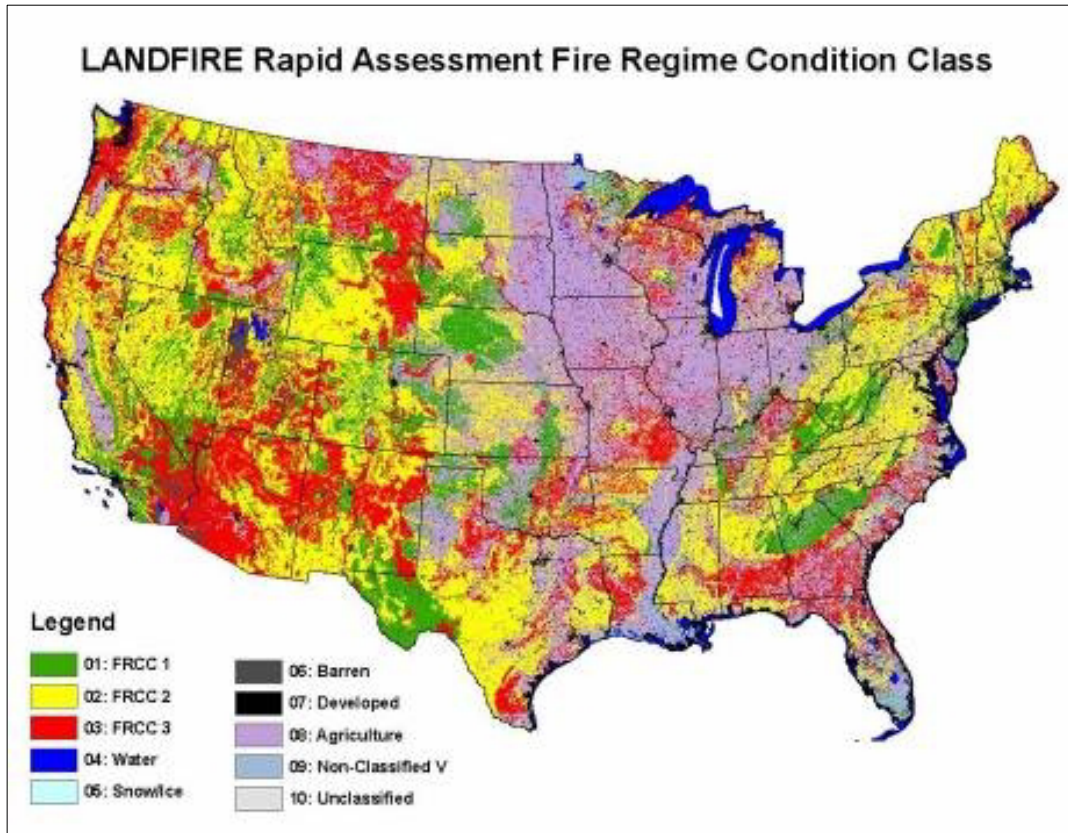 LANDFIRE Rapid Assessment Fire Regime Condition Class
Legend
01: FRCC 1
02: FRCC 2
03: FRCC 3
04: Water
05: Snow/Ice
06: Barren
07: Developed
08: Agriculture
09: Non-Classified V
10: Unclassified